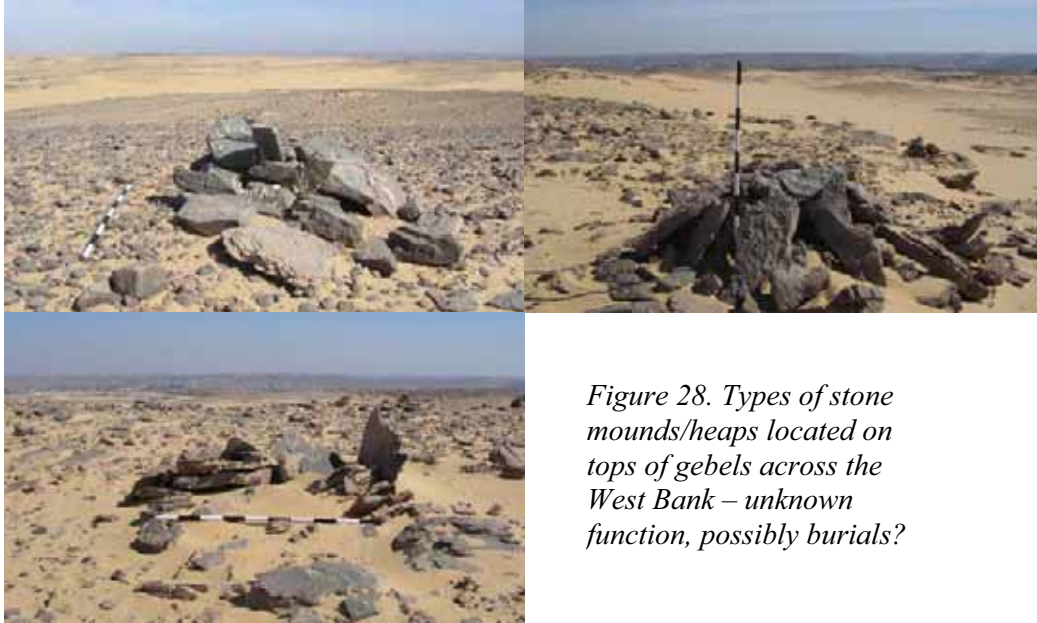 Figure 28. Types of stone
mounds/heaps located on
tops of gebels across the
West Bank – unknown
function, possibly burials?